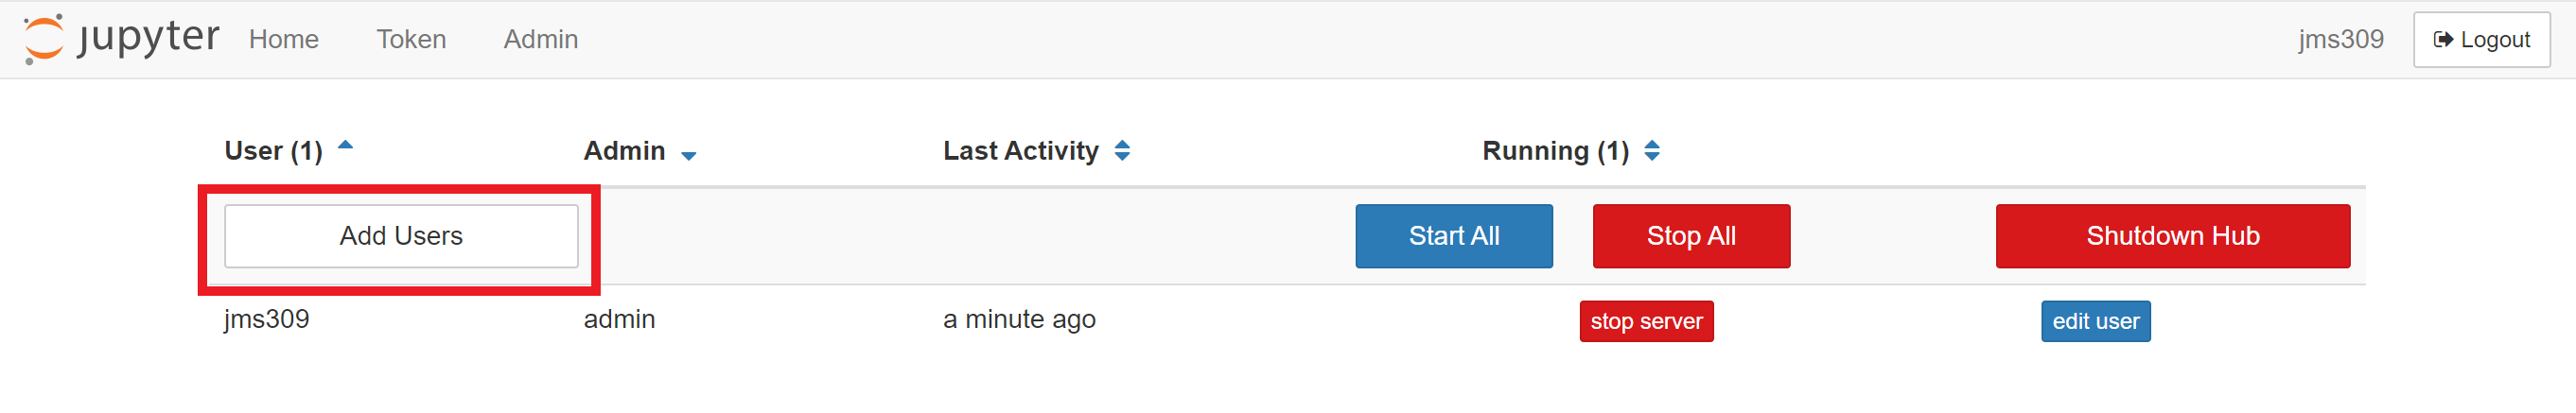 jupyter Home Token Admin jms309 Logout
User (1) Admin Last Activity Running (1)
Add Users Start All Stop All Shutdown Hub
jms309 admin a minute ago stop server edit user